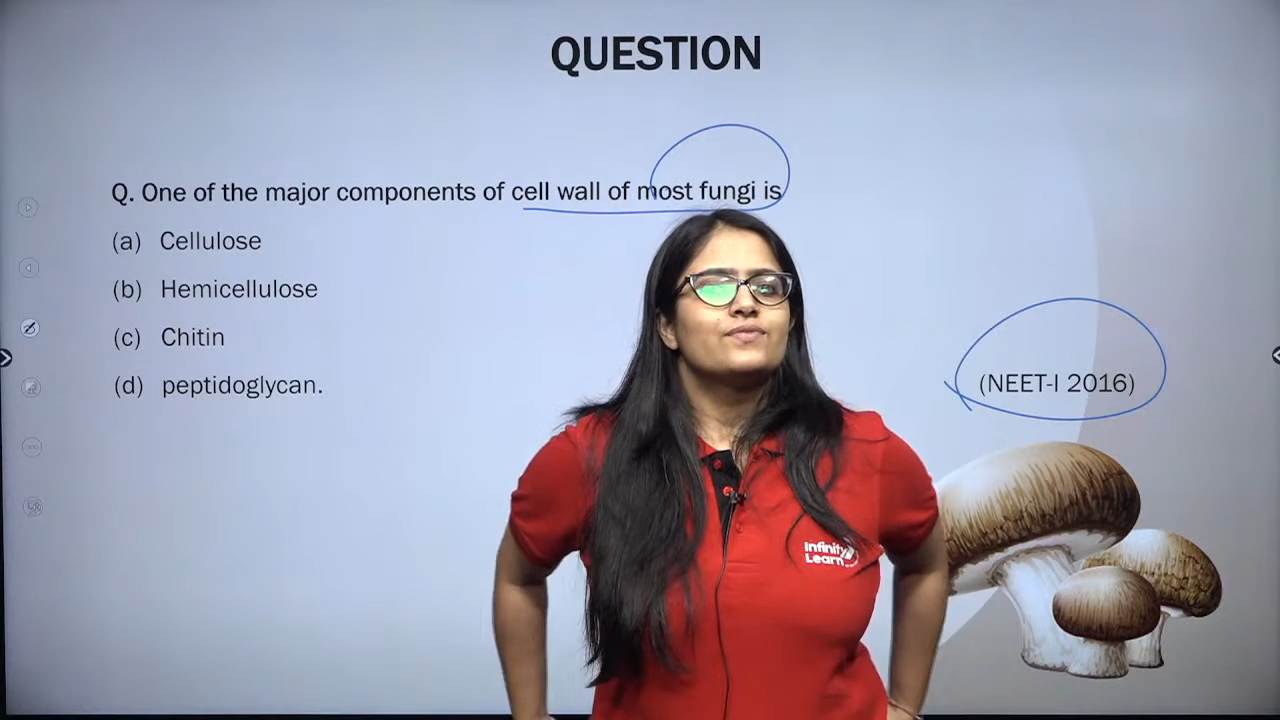 QUESTION
Q. One of the major components of cell wall of most fungi is
(a) Cellulose
(b) Hemicellulose
(c) Chitin
(d) peptidoglycan.
(NEET-I 2016)
Infinity
Learn